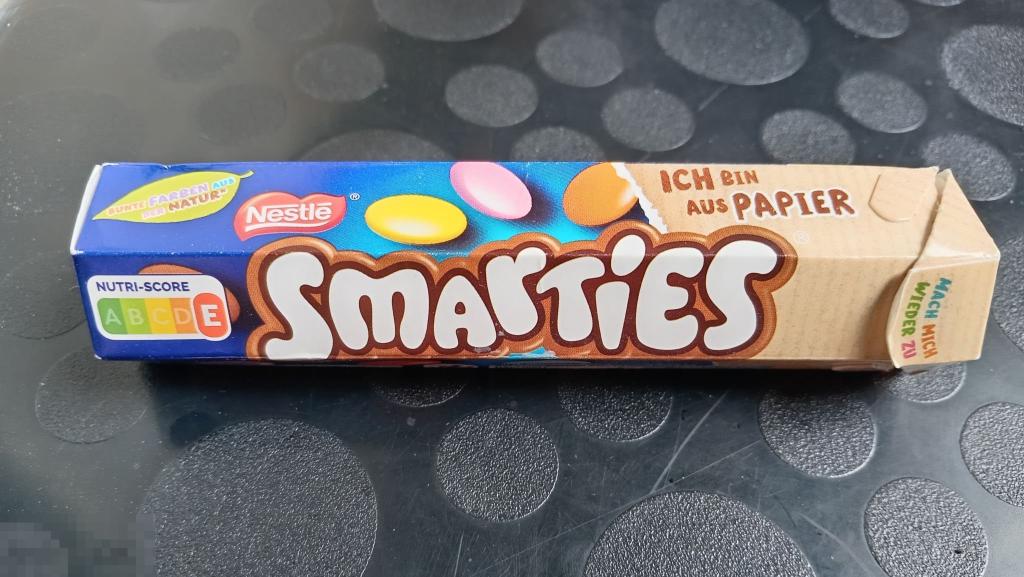 BUNTE FARBEN AUS
DER NATUR*
Nestlé®
ICH BIN
AUS PAPIER
SMARTIES®
NUTRI-SCORE
A B C D E
MACH MICH
WIEDER ZU